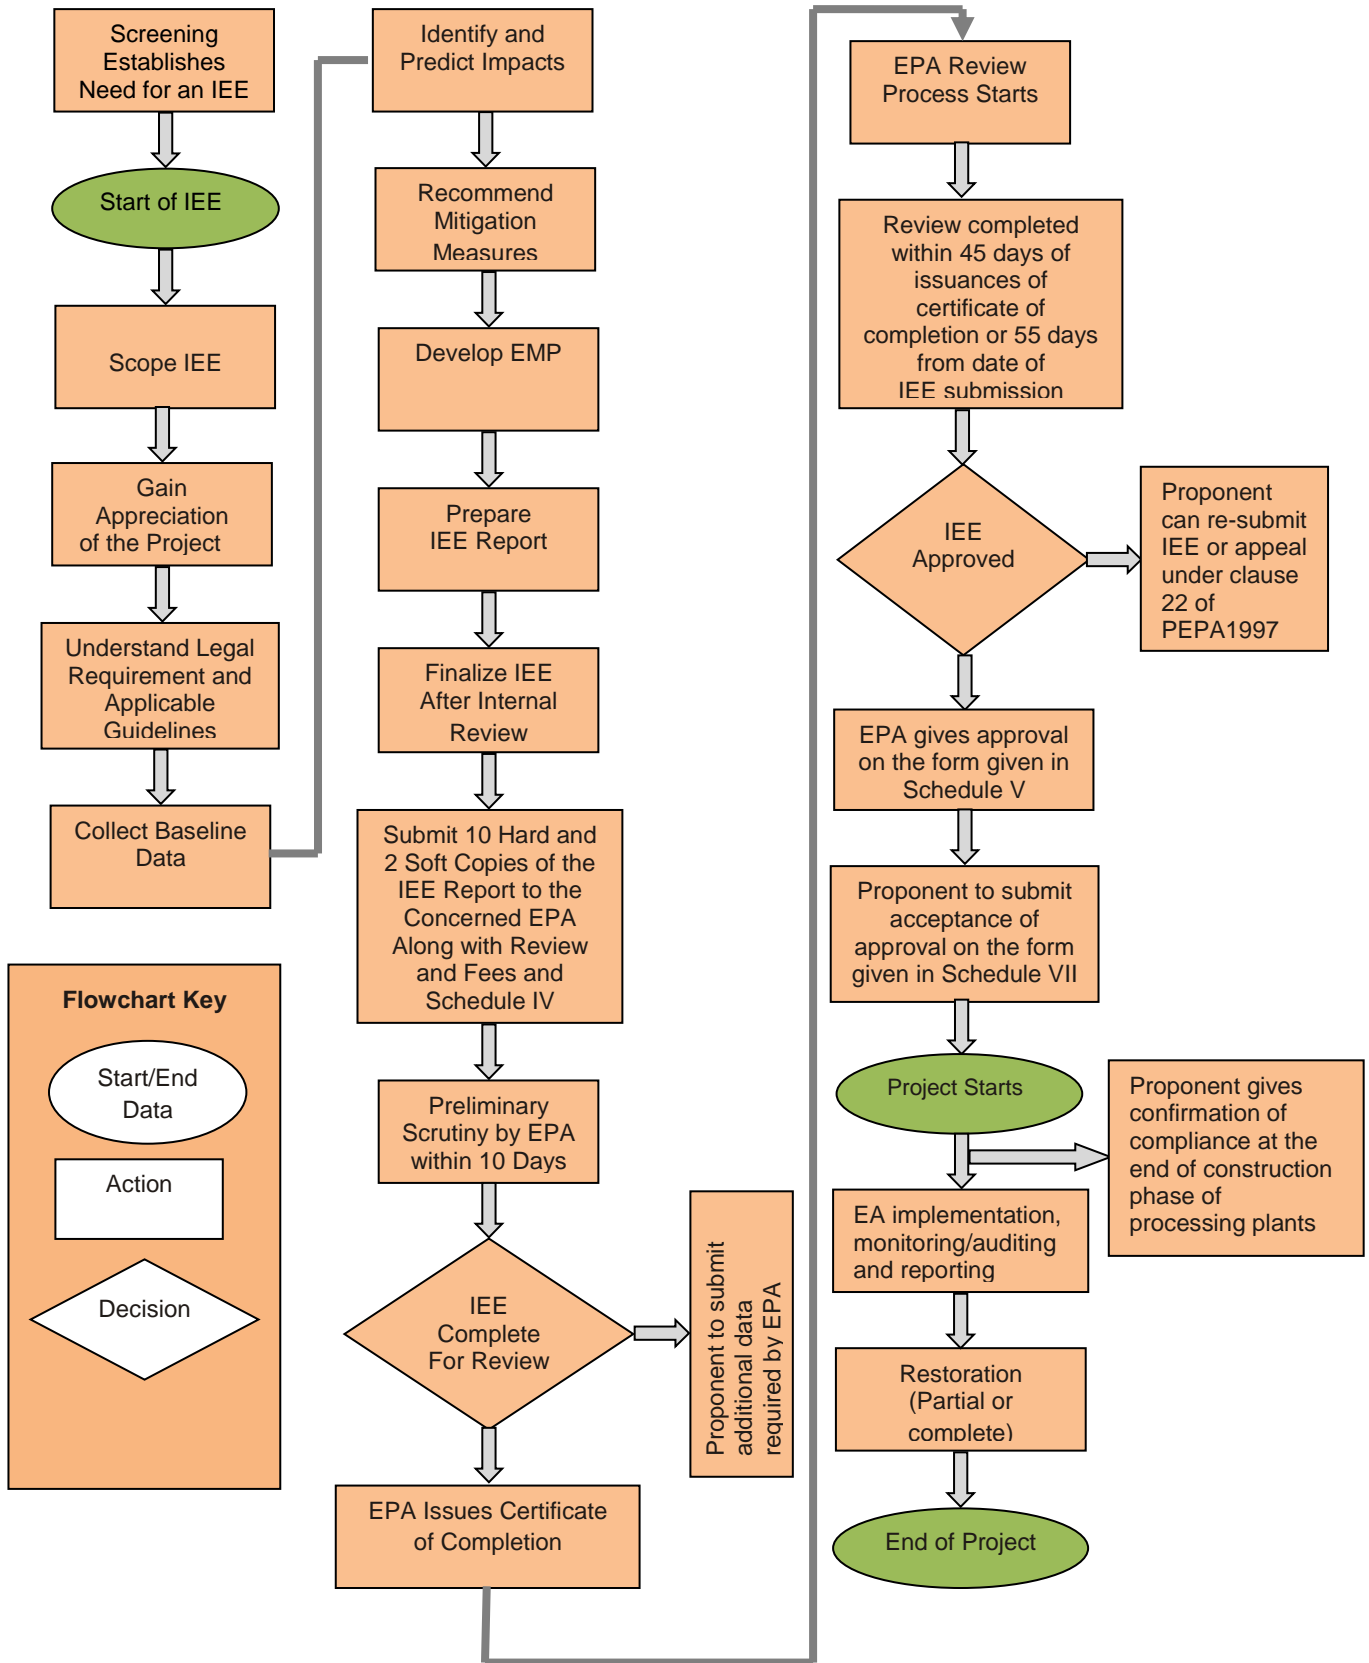 Screening
Establishes
Need for an IEE
Start of IEE
Scope IEE
Gain
Appreciation
of the Project
Understand Legal
Requirement and
Applicable
Guidelines
Collect Baseline
Data
Flowchart Key
Start/End
Data
Action
Decision
Identify and
Predict Impacts
Recommend
Mitigation
Measures
Develop EMP
Prepare
IEE Report
Finalize IEE
After Internal
Review
Submit 10 Hard and
2 Soft Copies of the
IEE Report to the
Concerned EPA
Along with Review
and Fees and
Schedule IV
Preliminary
Scrutiny by EPA
within 10 Days
IEE
Complete
For Review
Proponent to submit
additional data
required by EPA
EPA Issues Certificate
of Completion
EPA Review
Process Starts
Review completed
within 45 days of
issuances of
certificate of
completion or 55 days
from date of
IEE submission
IEE
Approved
Proponent
can re-submit
IEE or appeal
under clause
22 of
PEPA1997
EPA gives approval
on the form given in
Schedule V
Proponent to submit
acceptance of
approval on the form
given in Schedule VII
Project Starts
Proponent gives
confirmation of
compliance at the
end of construction
phase of
processing plants
EA implementation,
monitoring/auditing
and reporting
Restoration
(Partial or
complete)
End of Project